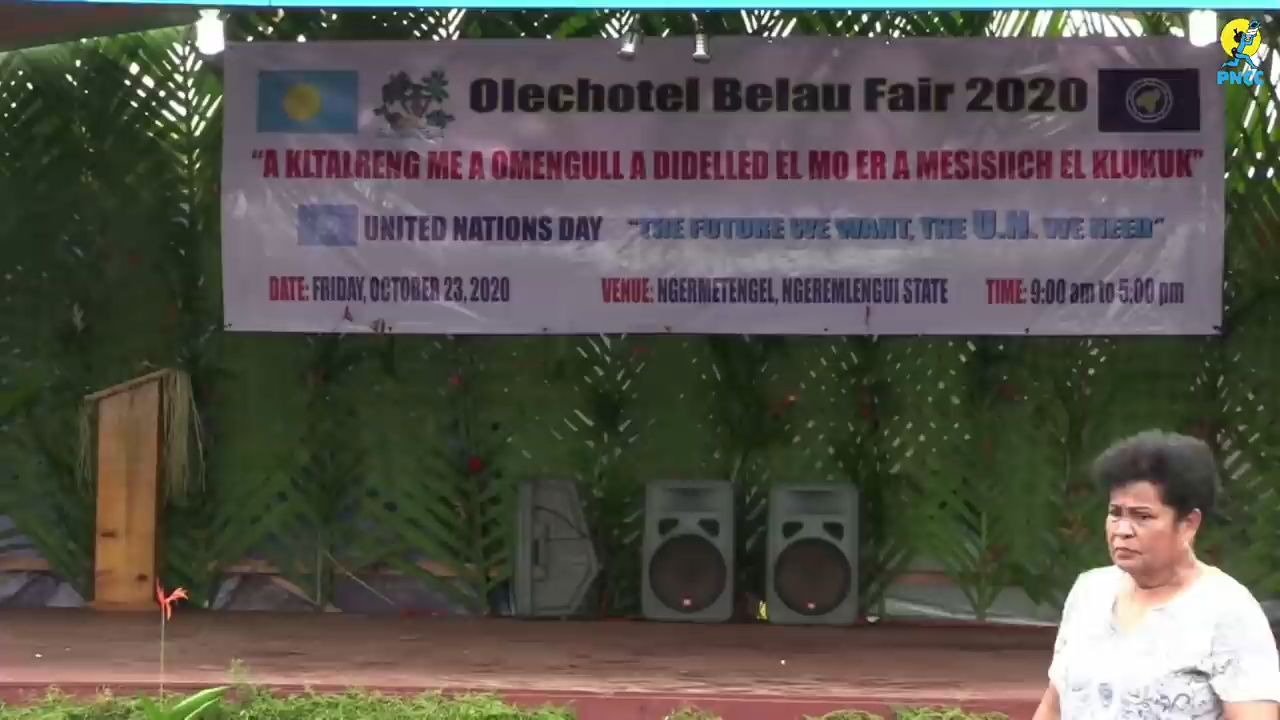 PNCC
Olechotel Belau Fair 2020
"A KLTALRENG ME A OMENGULL A DIDELLED EL MO ER A MESISIICH EL KLUKUK"
UNITED NATIONS DAY "THE FUTURE WE WANT, THE U.N. WE NEED"
DATE: FRIDAY, OCTOBER 23, 2020 VENUE: NGERMETENGEL, NGEREMLENGUI STATE TIME: 9:00 am to 5:00 pm